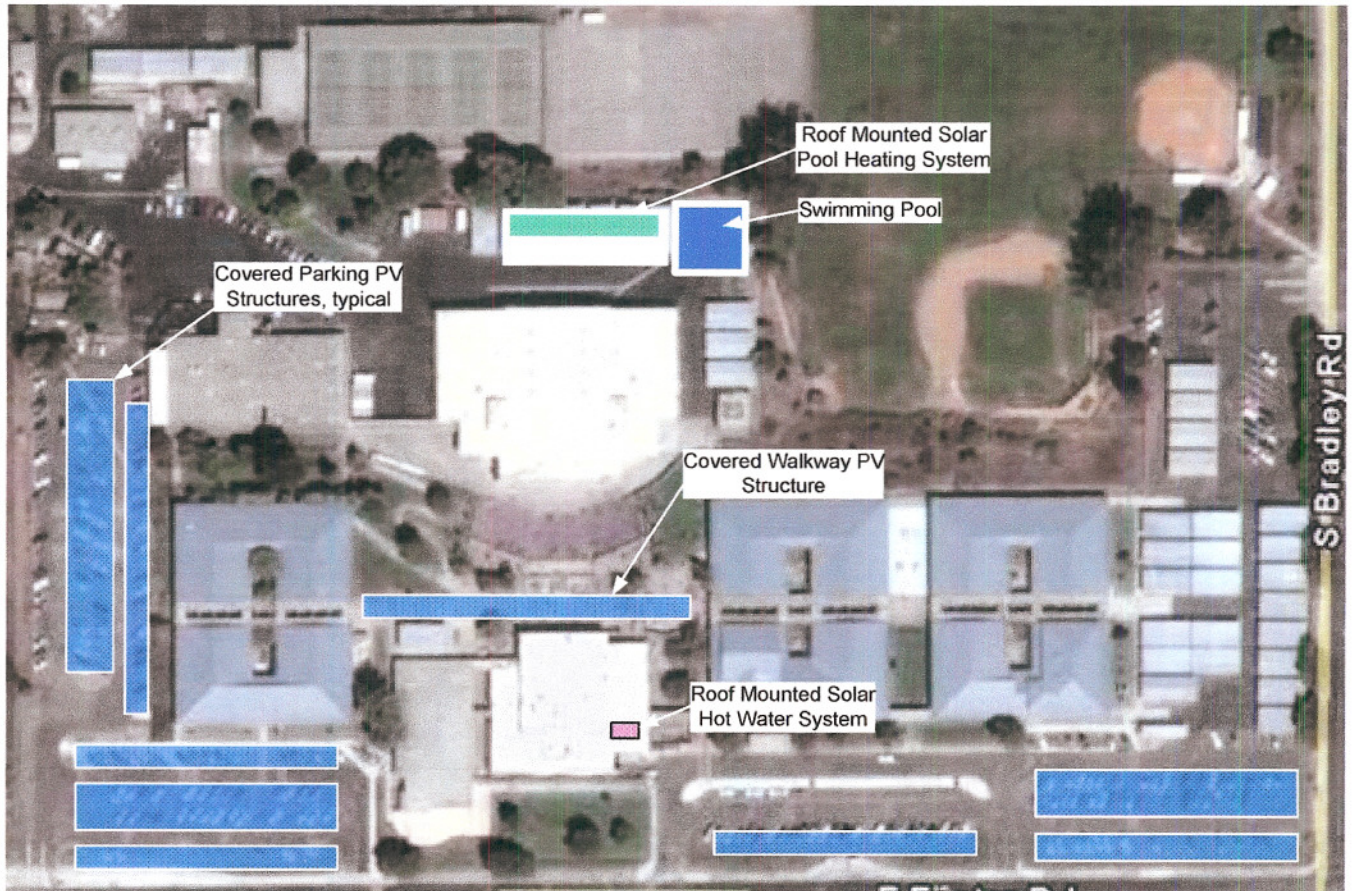 Roof Mounted Solar
Pool Heating System
Swimming Pool
Covered Parking PV
Structures, typical
S Bradley Rd
Covered Walkway PV
Structure
Roof Mounted Solar
Hot Water System